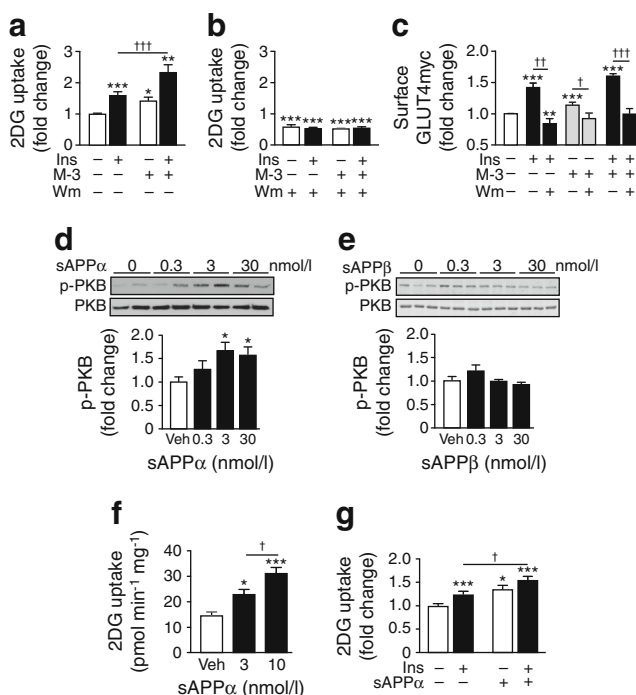 a
2DG uptake
(fold change)
3
2
1
0
***
*
**
†††
Ins – + – +
M-3 – – + +
Wm – – – –
b
2DG uptake
(fold change)
3
2
1
0
*** *** *** ***
Ins – + – +
M-3 – – + +
Wm + + + +
c
Surface
GLUT4myc
(fold change)
2.0
1.5
1.0
0.5
†† † †††
*** ** *** ***
Ins – + + – – + +
M-3 – – – + + + +
Wm – – + – + – +
d
sAPPα 0 0.3 3 30 nmol/l
p-PKB
PKB
p-PKB
(fold change)
2.0
1.5
1.0
0.5
0
* *
Veh 0.3 3 30
sAPPα (nmol/l)
e
sAPPβ 0 0.3 3 30 nmol/l
p-PKB
PKB
p-PKB
(fold change)
2.0
1.5
1.0
0.5
0
Veh 0.3 3 30
sAPPβ (nmol/l)
f
2DG uptake
(pmol min⁻¹ mg⁻¹)
40
30
20
10
0
†
* ***
Veh 3 10
sAPPα (nmol/l)
g
2DG uptake
(fold change)
2.0
1.5
1.0
0.5
0
†
*** * ***
Ins – + – +
sAPPα – – + +